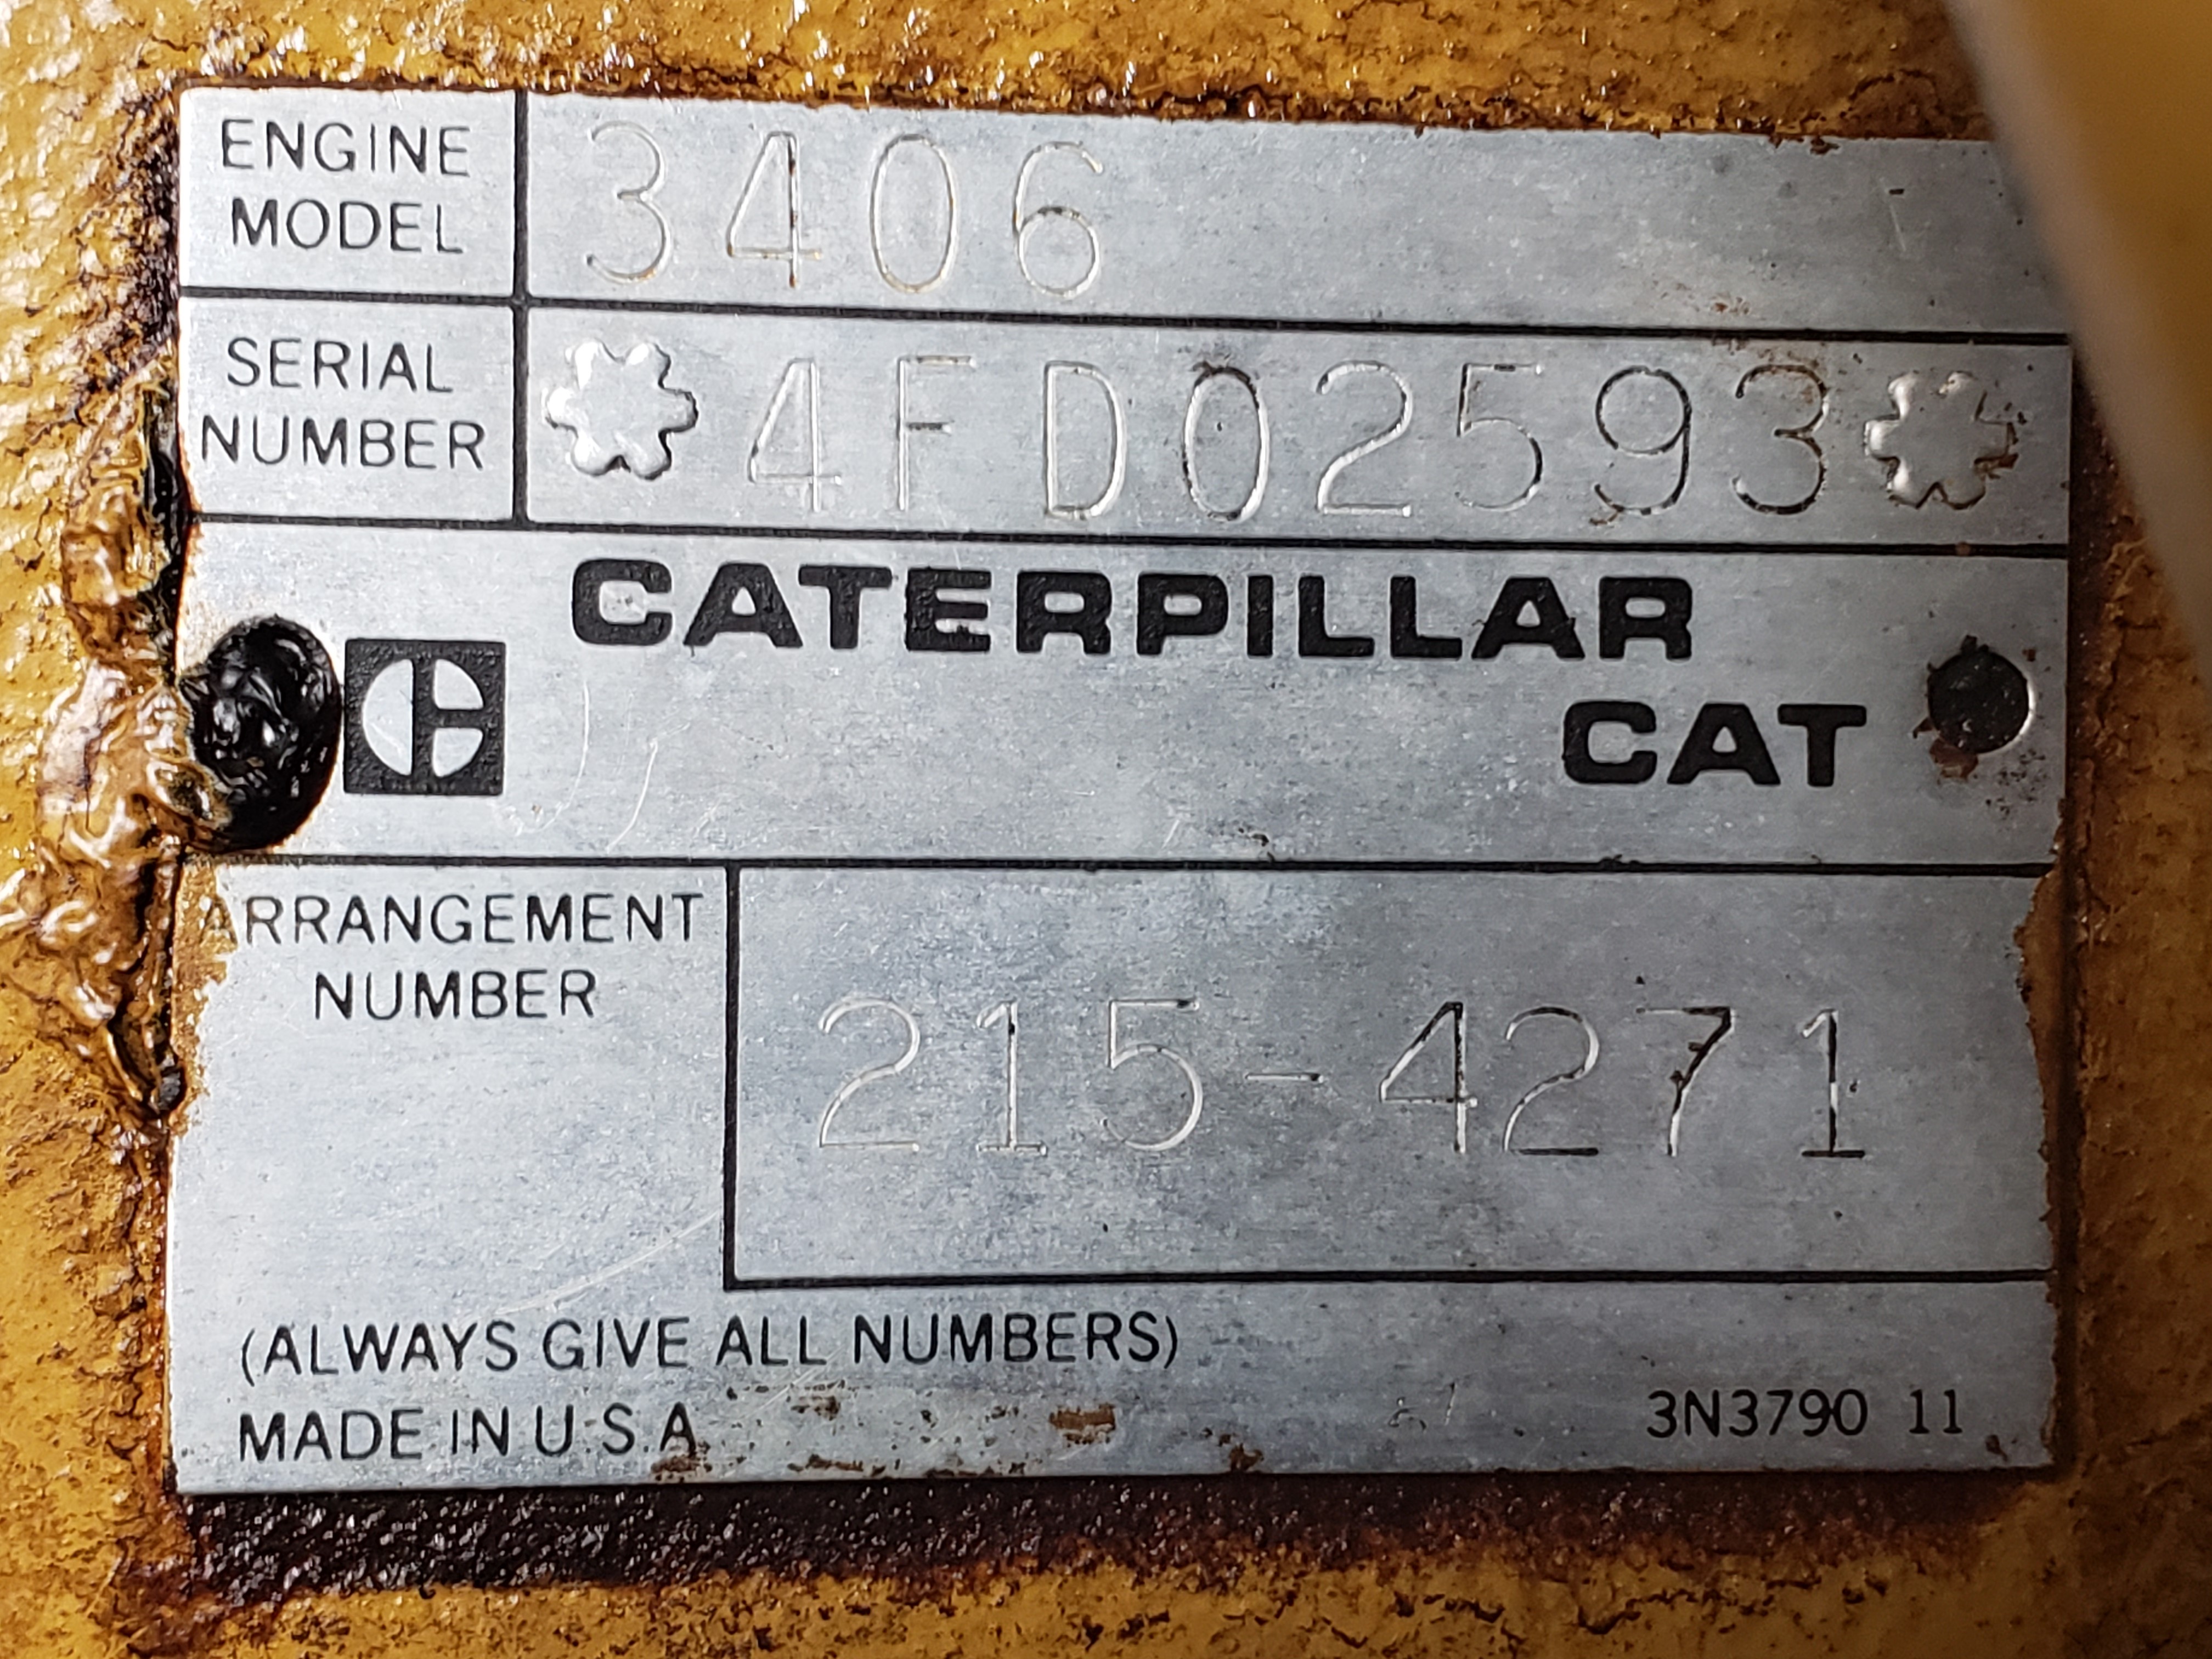 ENGINE MODEL 3406
SERIAL NUMBER 4FD02593
CATERPILLAR
CAT
ARRANGEMENT NUMBER 215-4271
(ALWAYS GIVE ALL NUMBERS)
MADE IN U.S.A. 3N3790 11